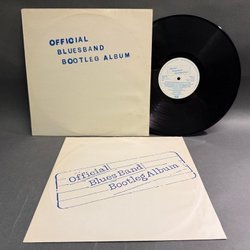 OFFICIAL
BLUESBAND
BOOTLEG ALBUM
Official
Blues Band
Bootleg Album